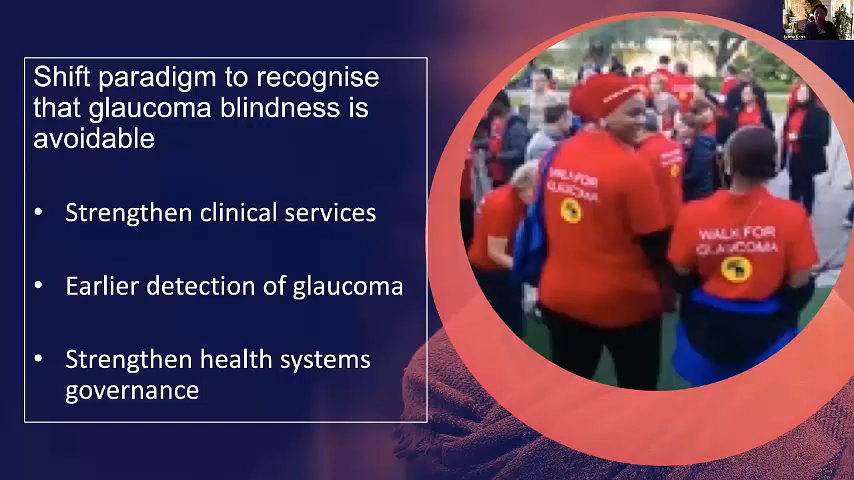 Shift paradigm to recognise
that glaucoma blindness is
avoidable
• Strengthen clinical services
• Earlier detection of glaucoma
• Strengthen health systems
governance
WALK FOR
GLAUCOMA
WALK FOR
GLAUCOMA